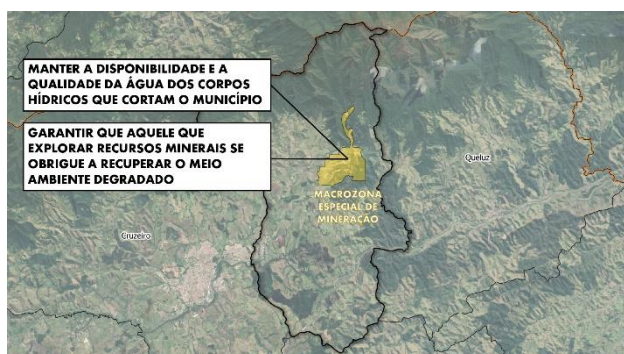 MANTER A DISPONIBILIDADE E A
QUALIDADE DA ÁGUA DOS CORPOS
HÍDRICOS QUE CORTAM O MUNICÍPIO
GARANTIR QUE AQUELE QUE
EXPLORAR RECURSOS MINERAIS SE
OBRIGUE A RECUPERAR O MEIO
AMBIENTE DEGRADADO
Queluz
MACROZONA
ESPECIAL DE
MINERAÇÃO
Cruzeiro